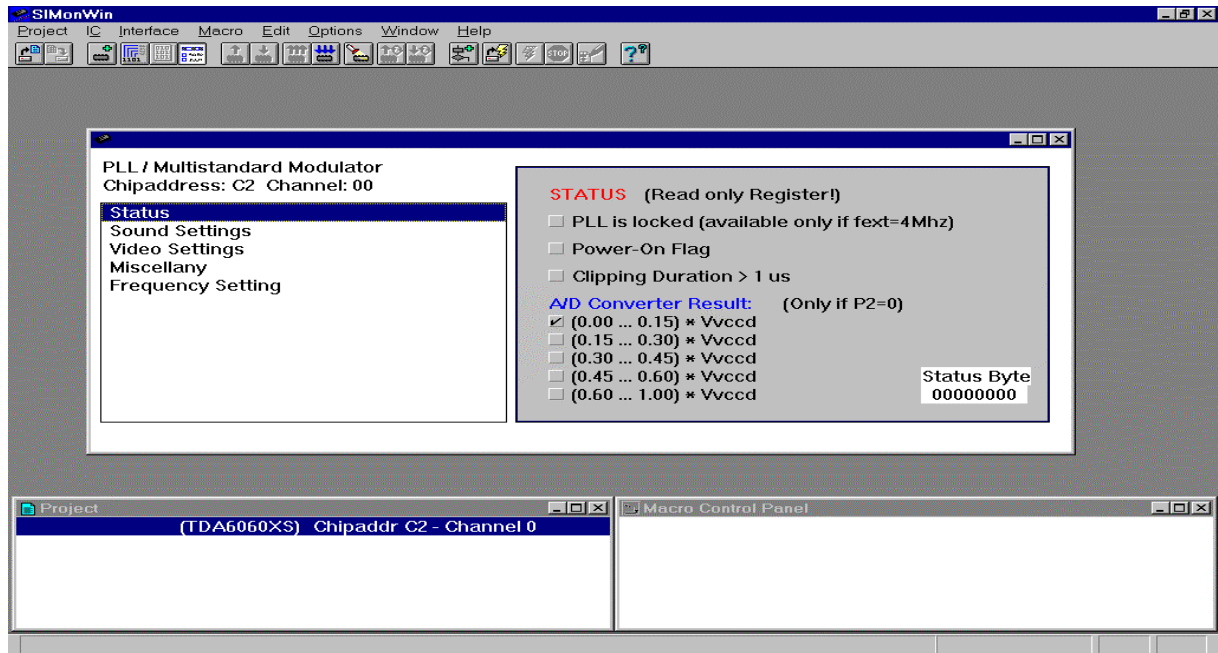 SIMonWin
Project IC Interface Macro Edit Options Window Help
PLL / Multistandard Modulator
Chipaddress: C2 Channel: 00
Status
Sound Settings
Video Settings
Miscellany
Frequency Setting
STATUS (Read only Register!)
PLL is locked (available only if fext=4Mhz)
Power-On Flag
Clipping Duration > 1 us
A/D Converter Result: (Only if P2=0)
(0.00 ... 0.15) * Vvccd
(0.15 ... 0.30) * Vvccd
(0.30 ... 0.45) * Vvccd
(0.45 ... 0.60) * Vvccd
(0.60 ... 1.00) * Vvccd
Status Byte
00000000
Project
(TDA6060XS) Chipaddr C2 - Channel 0
Macro Control Panel